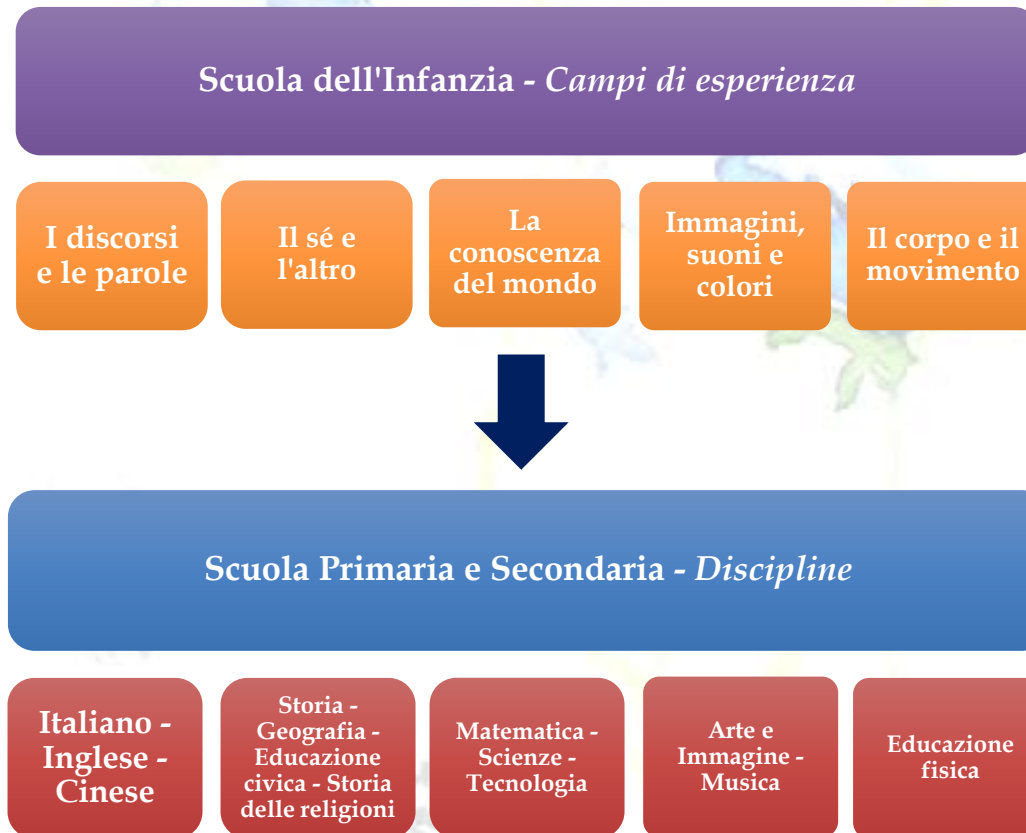 Scuola dell'Infanzia - Campi di esperienza
I discorsi
e le parole
Il sé e
l'altro
La
conoscenza
del mondo
Immagini,
suoni e
colori
Il corpo e il
movimento
Scuola Primaria e Secondaria - Discipline
Italiano -
Inglese -
Cinese
Storia -
Geografia -
Educazione
civica - Storia
delle religioni
Matematica -
Scienze -
Tecnologia
Arte e
Immagine -
Musica
Educazione
fisica